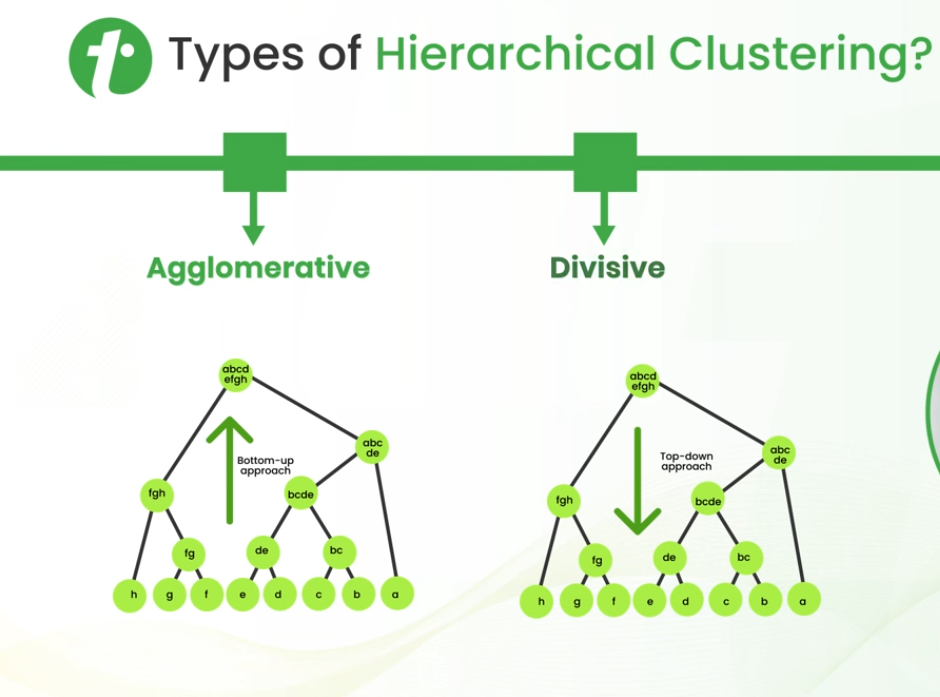 Types of Hierarchical Clustering?
Agglomerative
Divisive
abcd
efgh
Bottom-up
approach
abc
de
fgh
bcde
fg
de
bc
h
g
f
e
d
c
b
a
abcd
efgh
Top-down
approach
abc
de
fgh
bcde
fg
de
bc
h
g
f
e
d
c
b
a